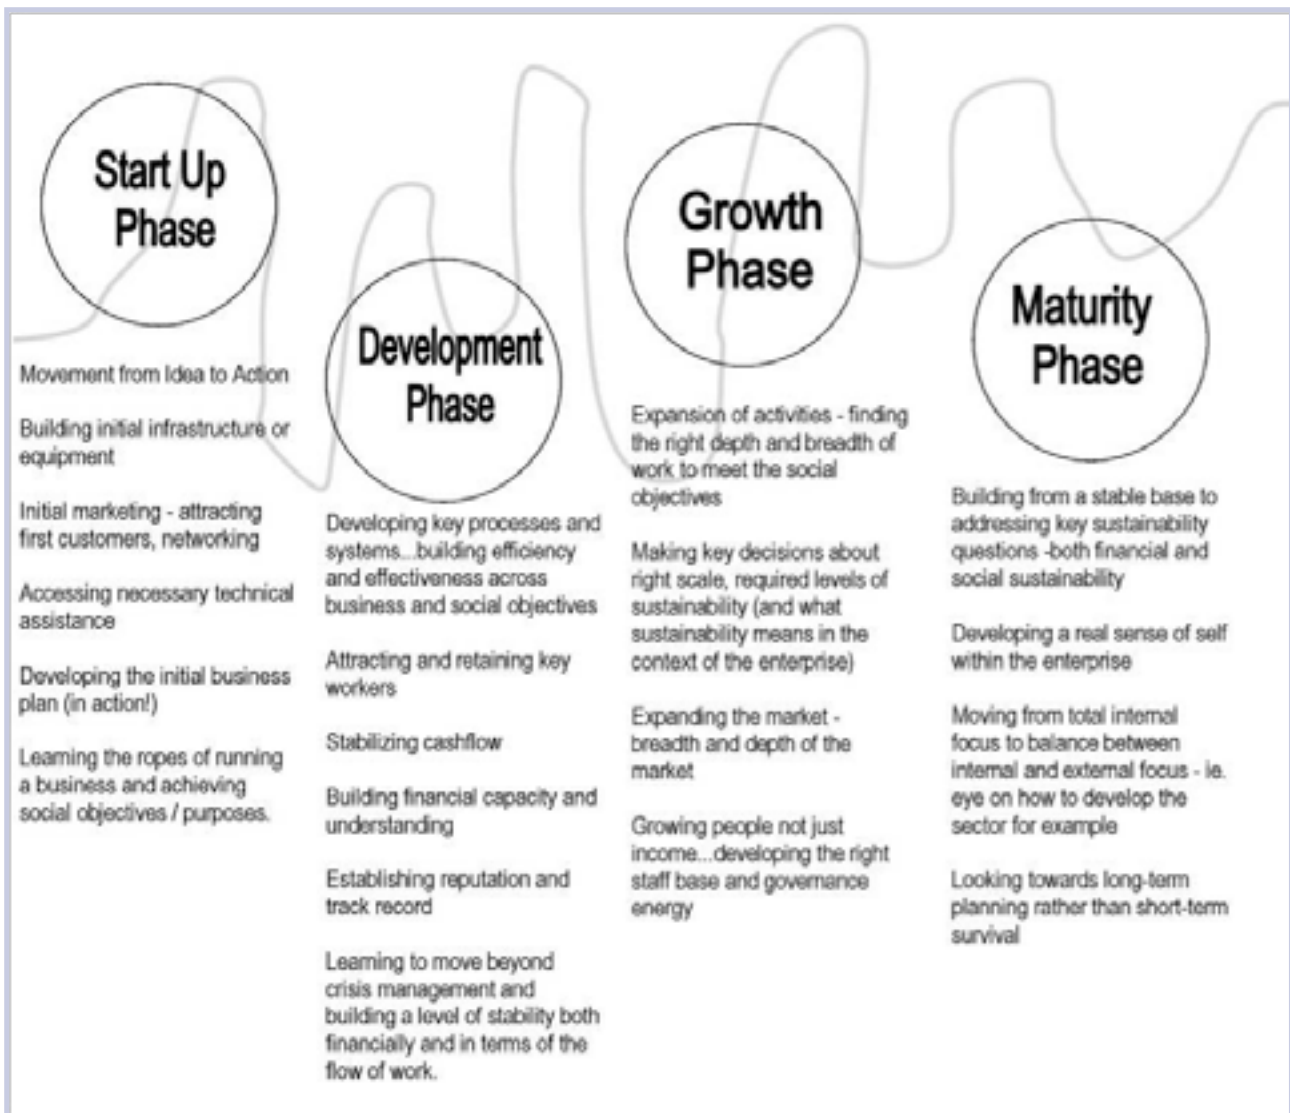 Start Up
Phase
Movement from Idea to Action
Building initial infrastructure or
equipment
Initial marketing - attracting
first customers, networking
Accessing necessary technical
assistance
Developing the initial business
plan (in action!)
Learning the ropes of running
a business and achieving
social objectives / purposes.
Development
Phase
Developing key processes and
systems...building efficiency
and effectiveness across
business and social objectives
Attracting and retaining key
workers
Stabilizing cashflow
Building financial capacity and
understanding
Establishing reputation and
track record
Learning to move beyond
crisis management and
building a level of stability both
financially and in terms of the
flow of work.
Growth
Phase
Expansion of activities - finding
the right depth and breadth of
work to meet the social
objectives
Making key decisions about
right scale, required levels of
sustainability (and what
sustainability means in the
context of the enterprise)
Expanding the market -
breadth and depth of the
market
Growing people not just
income...developing the right
staff base and governance
energy
Maturity
Phase
Building from a stable base to
addressing key sustainability
questions -both financial and
social sustainability
Developing a real sense of self
within the enterprise
Moving from total internal
focus to balance between
internal and external focus - ie.
eye on how to develop the
sector for example
Looking towards long-term
planning rather than short-term
survival